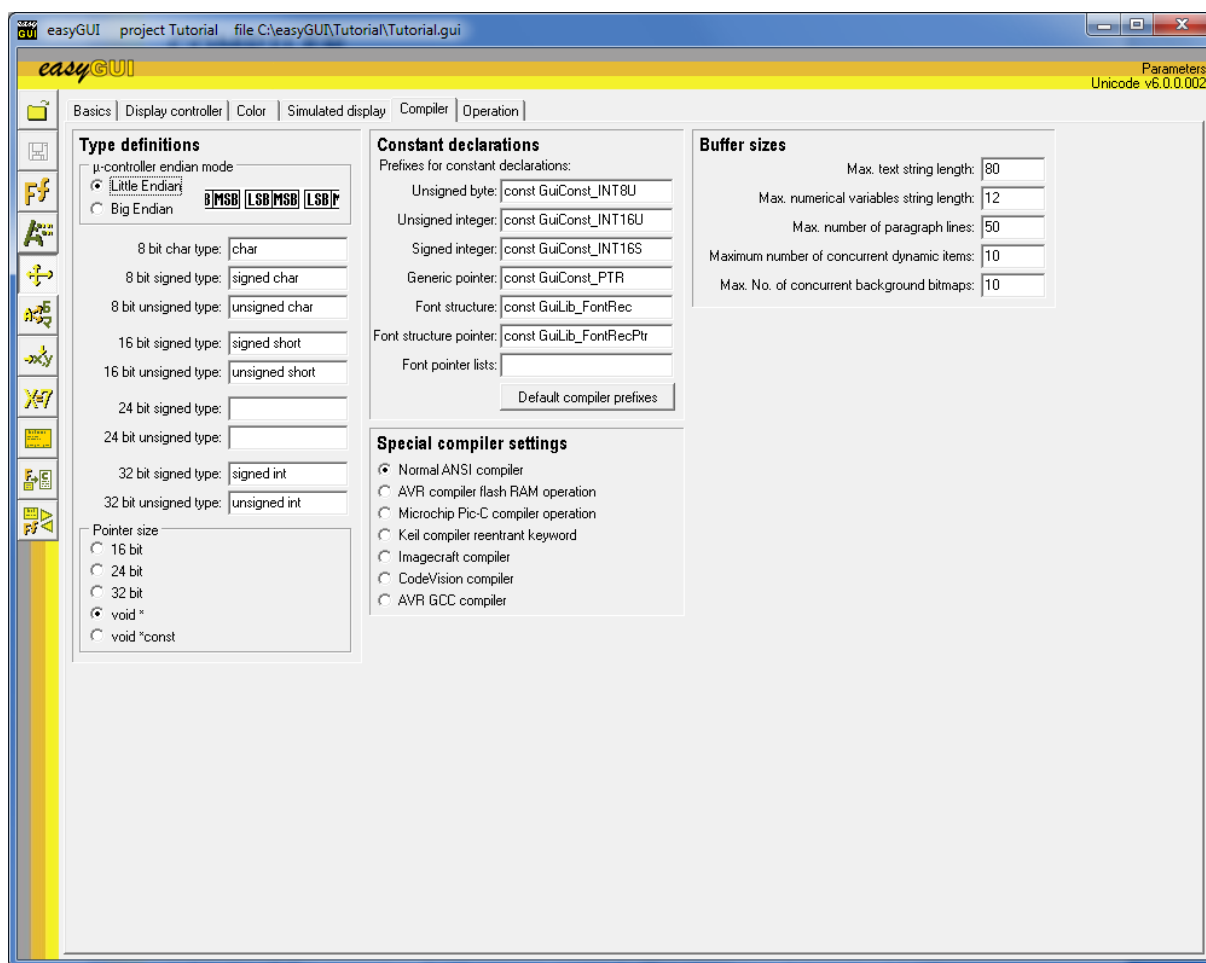 easyGUI project Tutorial file C:\easyGUI\Tutorial\Tutorial.gui
easyGUI
Parameters
Unicode v6.0.0.002
Basics Display controller Color Simulated display Compiler Operation
Type definitions
µ-controller endian mode
Little Endian
Big Endian
B MSB LSB MSB LSB
8 bit char type: char
8 bit signed type: signed char
8 bit unsigned type: unsigned char
16 bit signed type: signed short
16 bit unsigned type: unsigned short
24 bit signed type:
24 bit unsigned type:
32 bit signed type: signed int
32 bit unsigned type: unsigned int
Pointer size
16 bit
24 bit
32 bit
void *
void *const
Constant declarations
Prefixes for constant declarations:
Unsigned byte: const GuiConst_INT8U
Unsigned integer: const GuiConst_INT16U
Signed integer: const GuiConst_INT16S
Generic pointer: const GuiConst_PTR
Font structure: const GuiLib_FontRec
Font structure pointer: const GuiLib_FontRecPtr
Font pointer lists:
Default compiler prefixes
Special compiler settings
Normal ANSI compiler
AVR compiler flash RAM operation
Microchip Pic-C compiler operation
Keil compiler reentrant keyword
Imagecraft compiler
CodeVision compiler
AVR GCC compiler
Buffer sizes
Max. text string length: 80
Max. numerical variables string length: 12
Max. number of paragraph lines: 50
Maximum number of concurrent dynamic items: 10
Max. No. of concurrent background bitmaps: 10